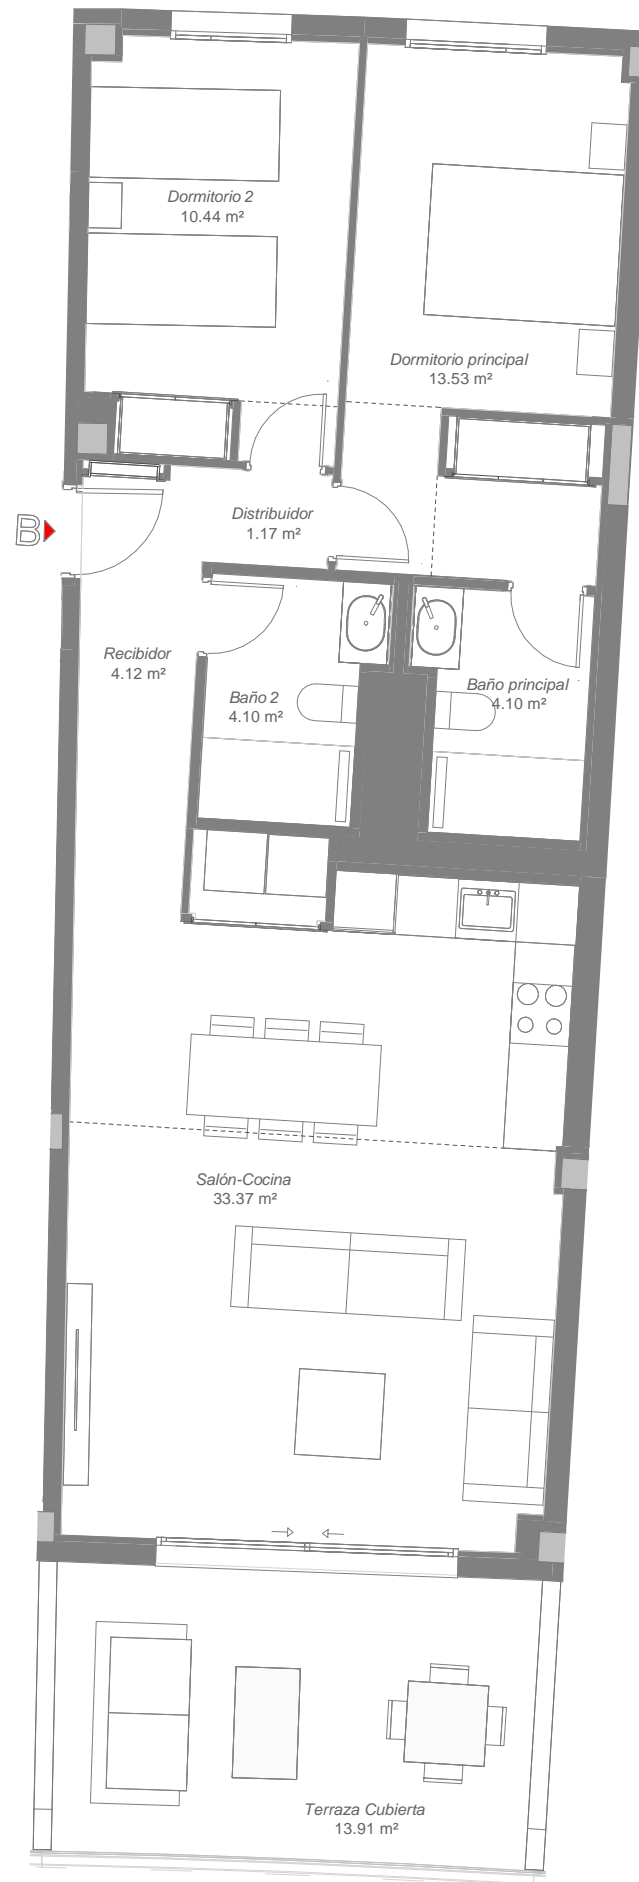 Dormitorio 2
10.44 m²
Dormitorio principal
13.53 m²
Distribuidor
1.17 m²
B
Recibidor
4.12 m²
Baño 2
4.10 m²
Baño principal
4.10 m²
Salón-Cocina
33.37 m²
Terraza Cubierta
13.91 m²